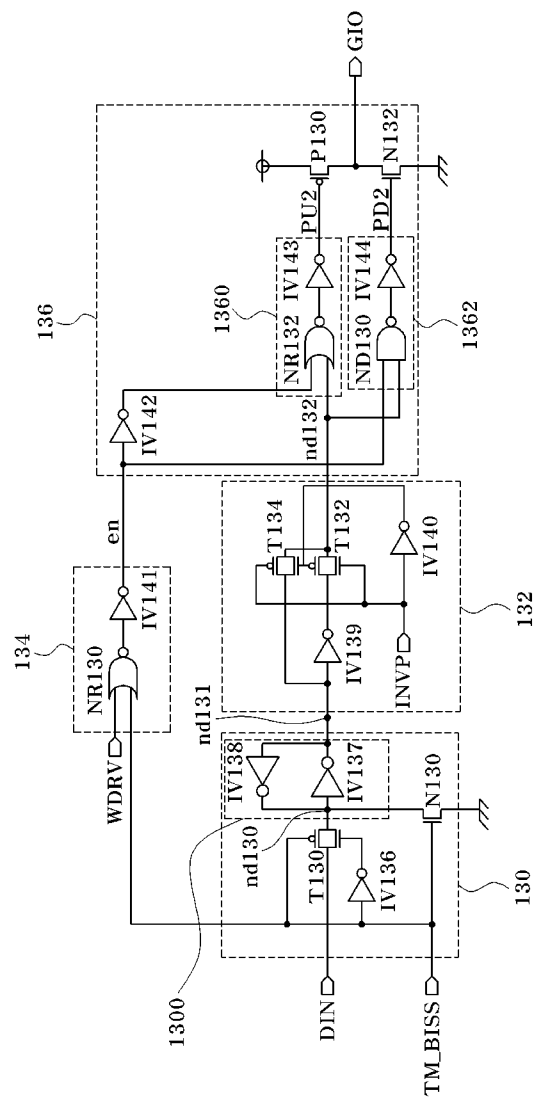 136
134
WDRV
NR130
IV141
en
IV142
1360
NR132
IV143
PU2
P130
GIO
nd132
ND130
IV144
PD2
N132
1362
1300
nd130
IV138
nd131
T134
DIN
T130
IV137
IV139
T132
IV136
N130
INVP
IV140
TM_BISS
130
132